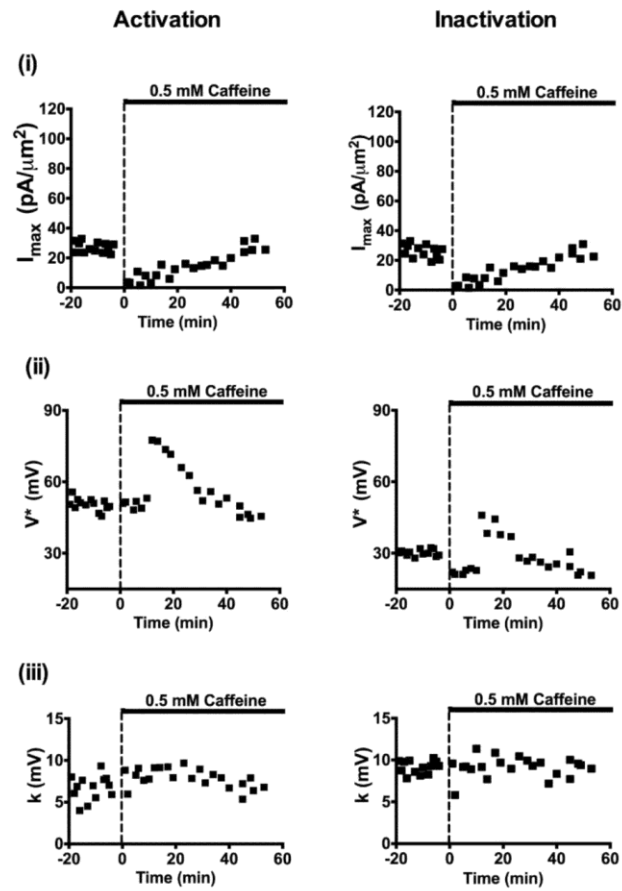 Activation Inactivation
(i)
0.5 mM Caffeine 0.5 mM Caffeine
120 120
100 100
80 80
60 60
40 40
20 20
0 0
I_max (pA/μm²) I_max (pA/μm²)
-20 0 20 40 60 -20 0 20 40 60
Time (min) Time (min)
(ii)
0.5 mM Caffeine 0.5 mM Caffeine
90 90
60 60
30 30
V* (mV) V* (mV)
-20 0 20 40 60 -20 0 20 40 60
Time (min) Time (min)
(iii)
0.5 mM Caffeine 0.5 mM Caffeine
15 15
10 10
5 5
0 0
k (mV) k (mV)
-20 0 20 40 60 -20 0 20 40 60
Time (min) Time (min)